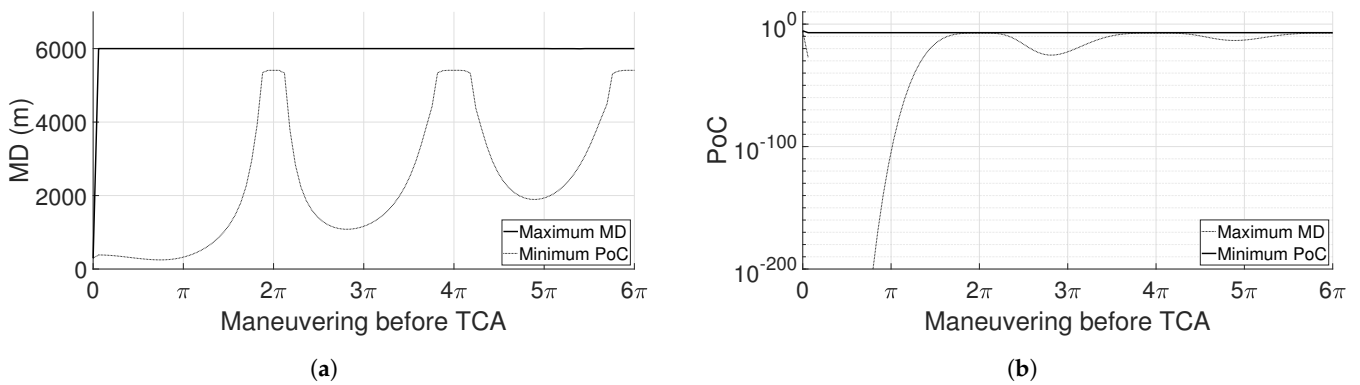 6000
4000
2000
0
MD (m)
Maximum MD
Minimum PoC
0 π 2π 3π 4π 5π 6π
Maneuvering before TCA
(a)
10^0
10^-100
10^-200
PoC
Maximum MD
Minimum PoC
0 π 2π 3π 4π 5π 6π
Maneuvering before TCA
(b)